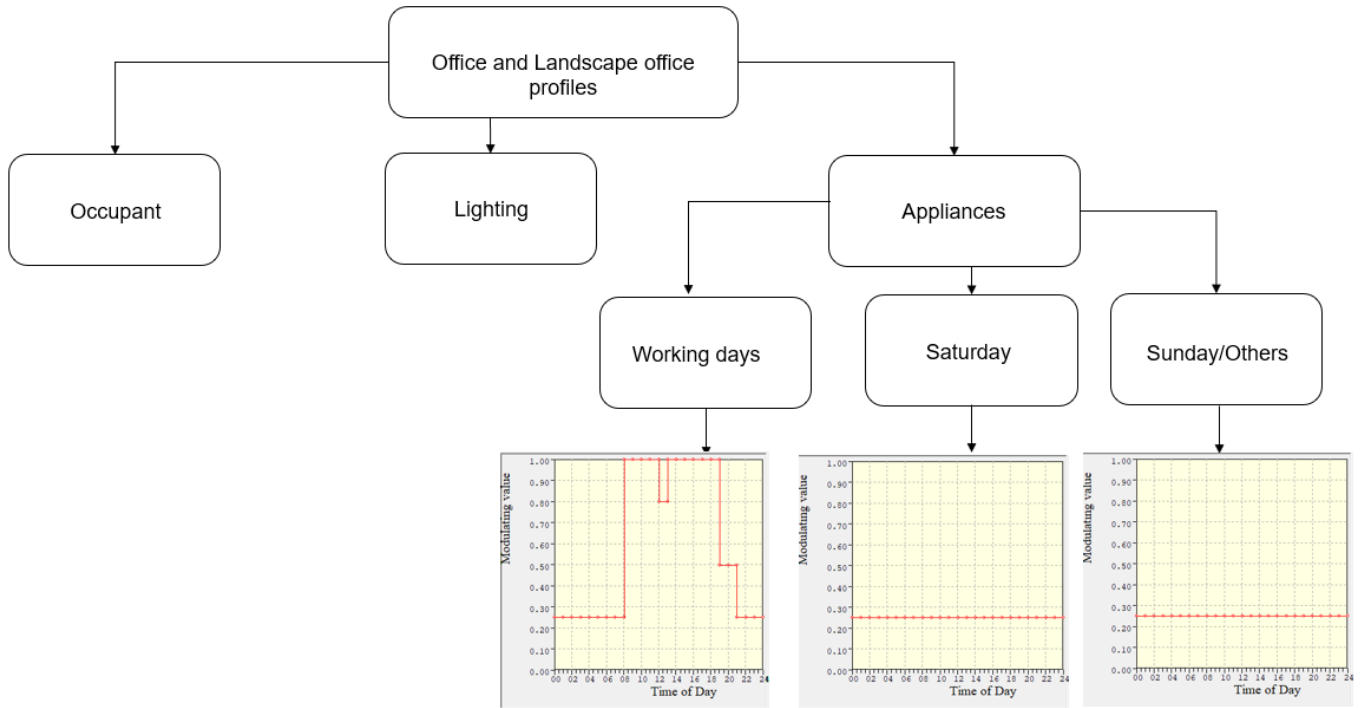 Office and Landscape office
profiles
Occupant
Lighting
Appliances
Working days
Saturday
Sunday/Others
Modulating value
1.00
0.90
0.80
0.70
0.60
0.50
0.40
0.30
0.20
0.10
0.00
00 02 04 06 08 10 12 14 16 18 20 22 24
Time of Day
Modulating value
1.00
0.90
0.80
0.70
0.60
0.50
0.40
0.30
0.20
0.10
0.00
00 02 04 06 08 10 12 14 16 18 20 22 24
Time of Day
Modulating value
1.00
0.90
0.80
0.70
0.60
0.50
0.40
0.30
0.20
0.10
0.00
00 02 04 06 08 10 12 14 16 18 20 22 24
Time of Day